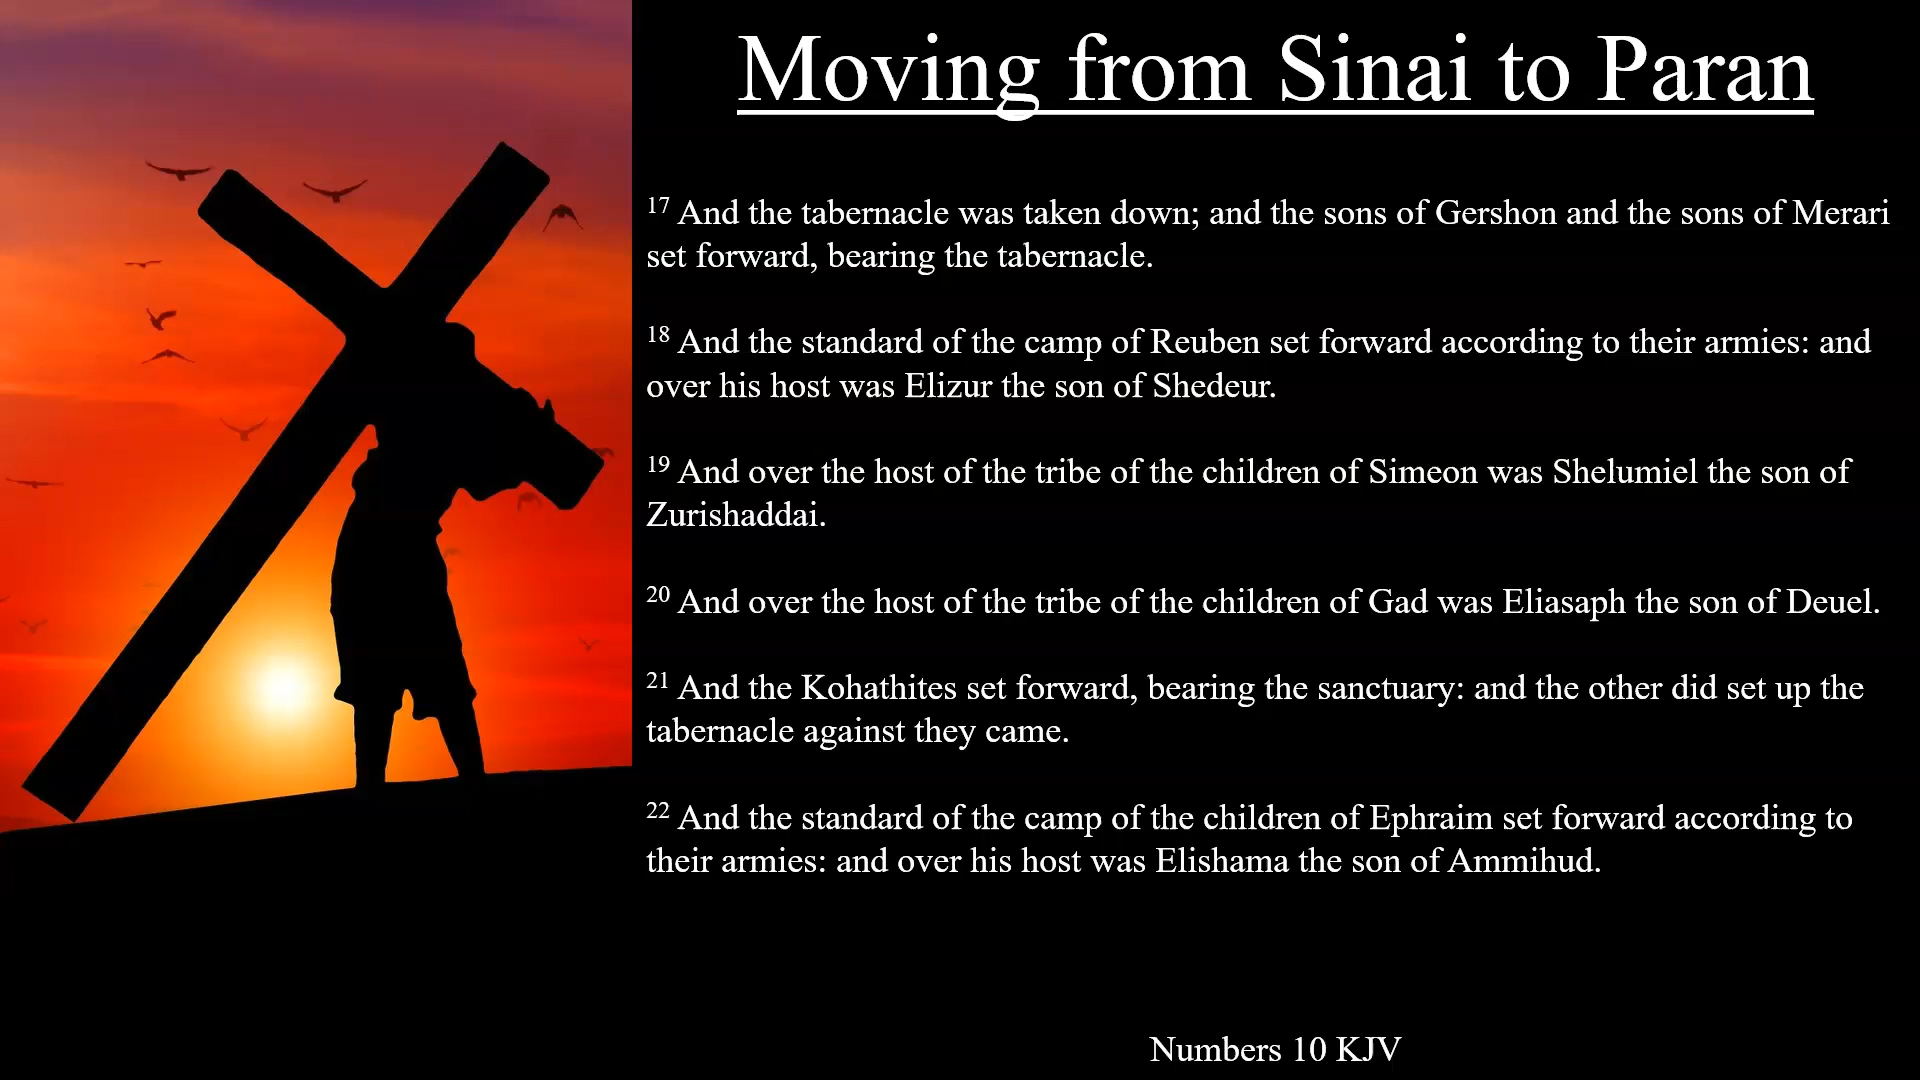 Moving from Sinai to Paran
17 And the tabernacle was taken down; and the sons of Gershon and the sons of Merari
set forward, bearing the tabernacle.
18 And the standard of the camp of Reuben set forward according to their armies: and
over his host was Elizur the son of Shedeur.
19 And over the host of the tribe of the children of Simeon was Shelumiel the son of
Zurishaddai.
20 And over the host of the tribe of the children of Gad was Eliasaph the son of Deuel.
21 And the Kohathites set forward, bearing the sanctuary: and the other did set up the
tabernacle against they came.
22 And the standard of the camp of the children of Ephraim set forward according to
their armies: and over his host was Elishama the son of Ammihud.
Numbers 10 KJV